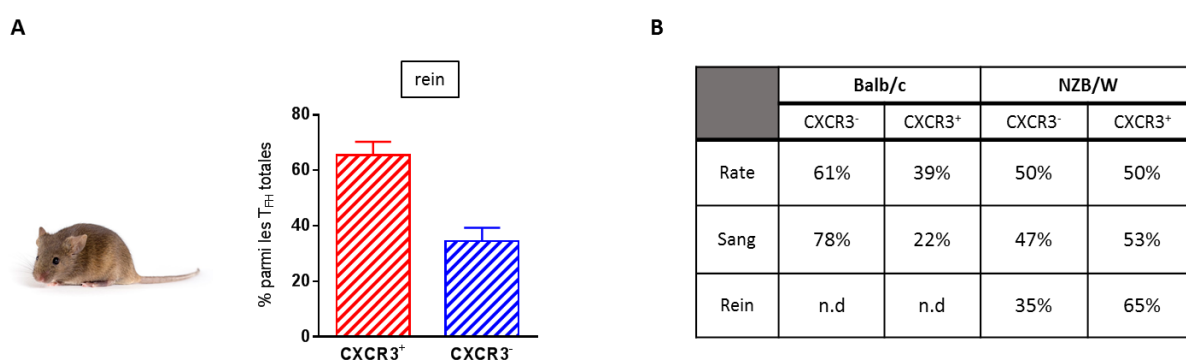 A
rein
% parmi les TFH totales
80
60
40
20
0
CXCR3+ CXCR3-
B
Balb/c NZB/W
CXCR3- CXCR3+ CXCR3- CXCR3+
Rate 61% 39% 50% 50%
Sang 78% 22% 47% 53%
Rein n.d n.d 35% 65%